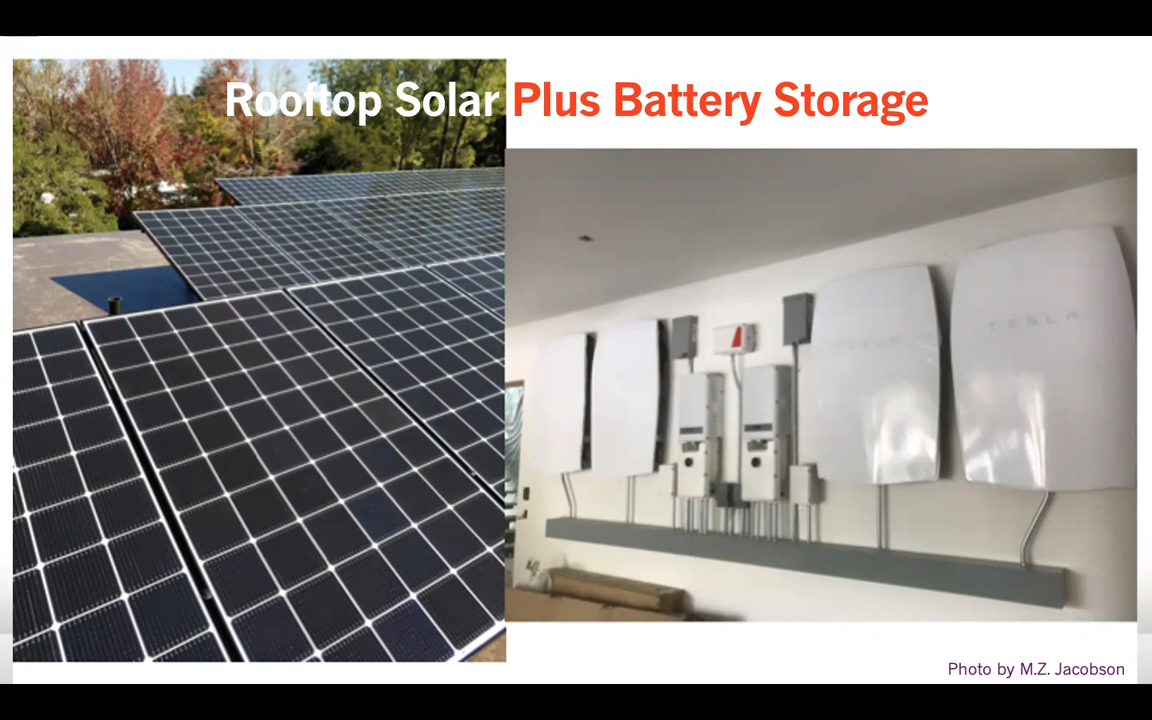 Rooftop Solar Plus Battery Storage
TESLA
TESLA
Photo by M.Z. Jacobson